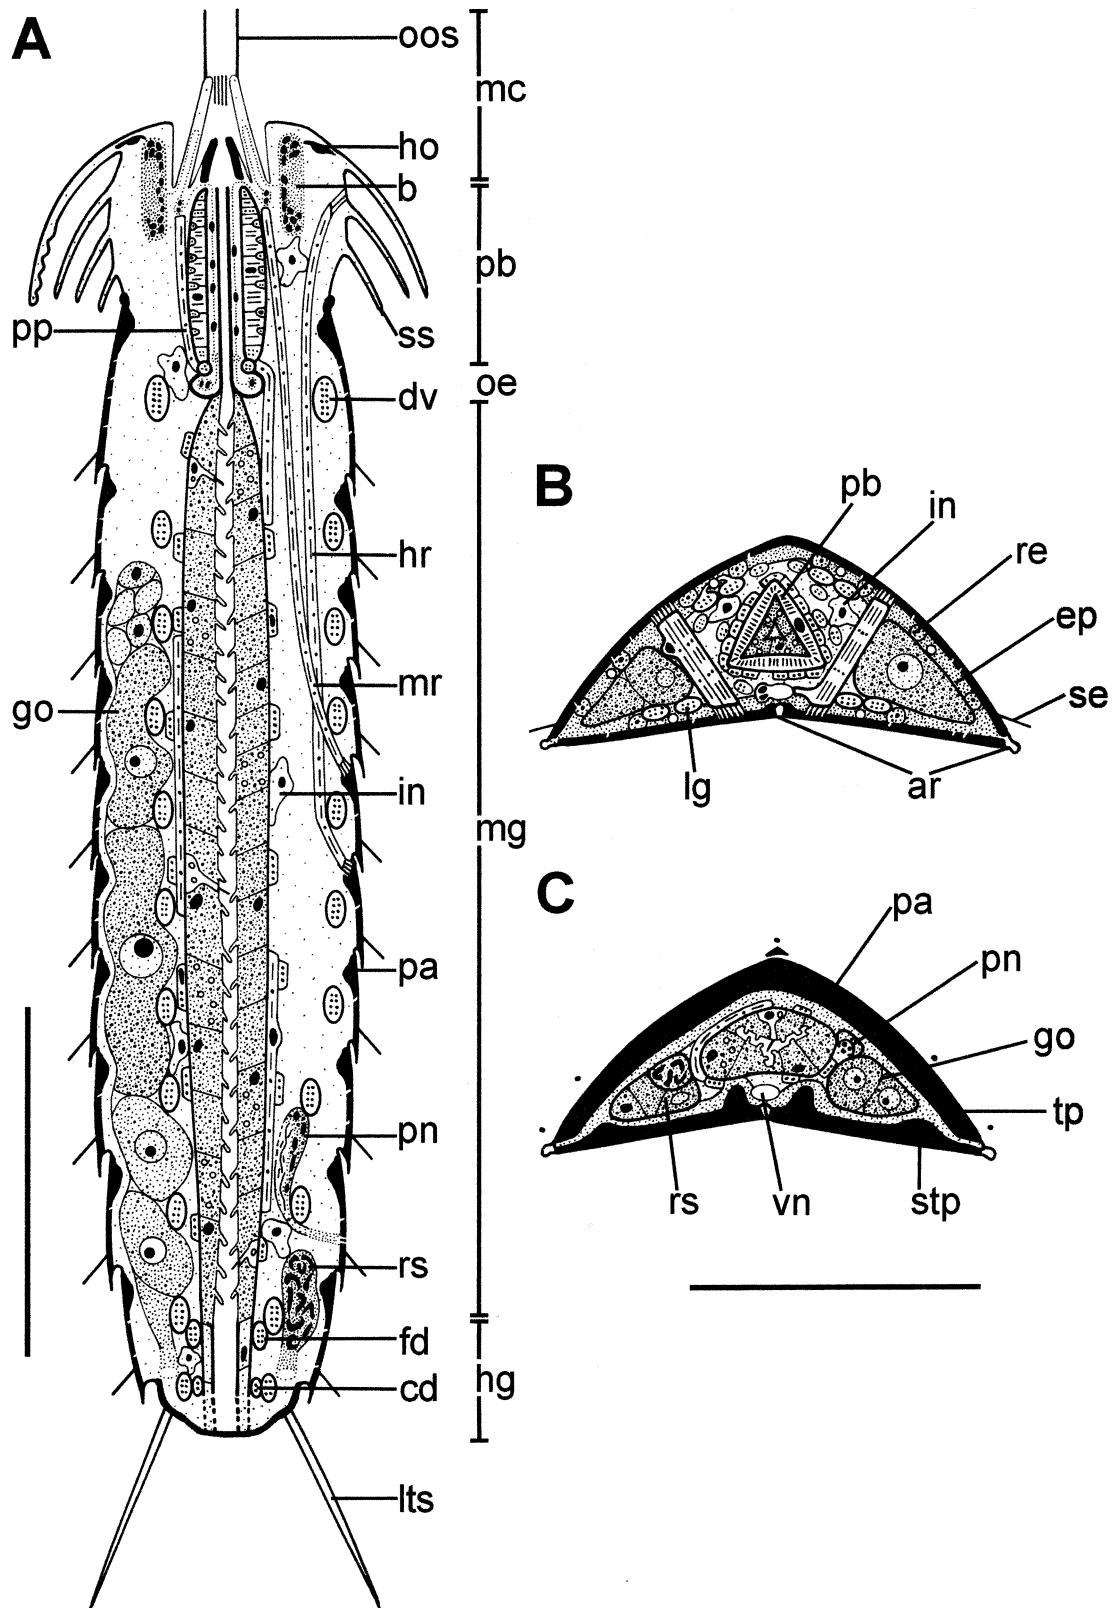 A
oos
mc
ho
b
pb
pp
ss
oe
dv
B
pb
in
re
hr
ep
se
mr
go
lg
ar
in
mg
C
pa
pn
pa
go
tp
pn
rs
vn
stp
rs
fd
cd
hg
lts